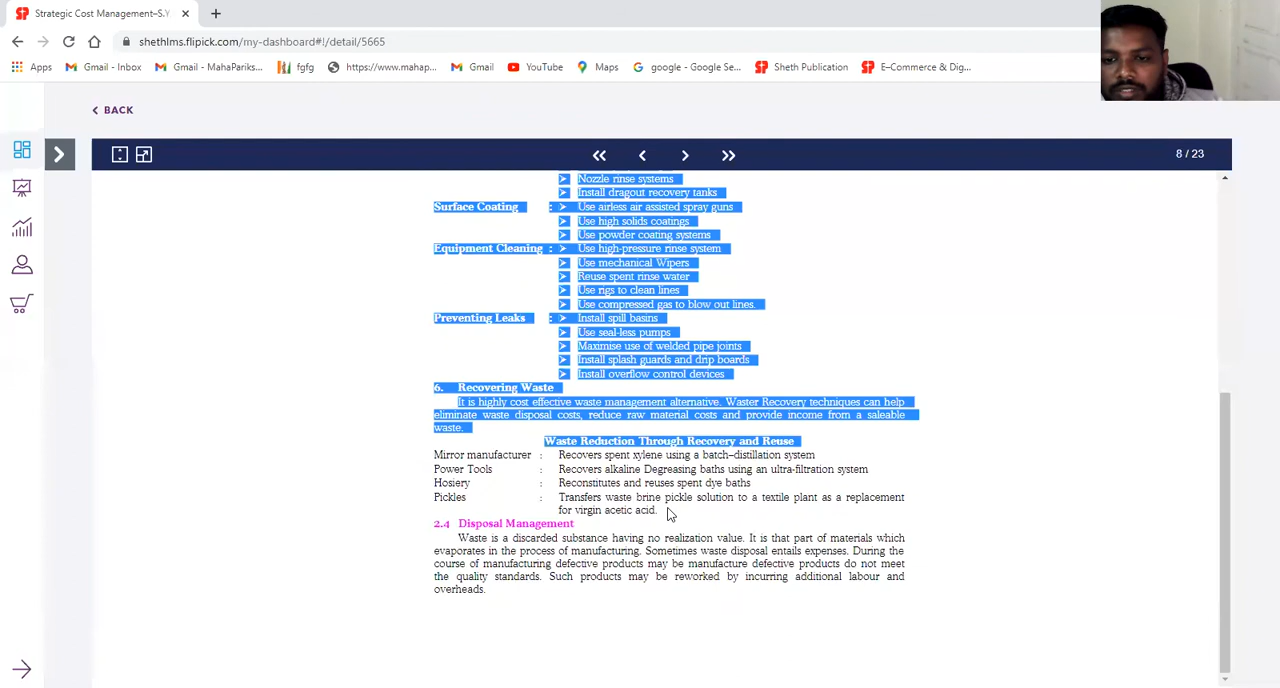 Strategic Cost Management–S.Y
shethlms.flipick.com/my-dashboard#!/detail/5665
Apps Gmail - Inbox Gmail - MahaPariks... fgfg https://www.mahap... Gmail YouTube Maps google - Google Se... Sheth Publication E–Commerce & Dig...
BACK
8 / 23
➤ Nozzle rinse systems
➤ Install dragout recovery tanks
Surface Coating : ➤ Use airless air assisted spray guns
➤ Use high solids coatings
➤ Use powder coating systems
Equipment Cleaning : ➤ Use high-pressure rinse system
➤ Use mechanical Wipers
➤ Reuse spent rinse water
➤ Use rigs to clean lines
➤ Use compressed gas to blow out lines.
Preventing Leaks : ➤ Install spill basins
➤ Use seal-less pumps
➤ Maximise use of welded pipe joints
➤ Install splash guards and drip boards
➤ Install overflow control devices
6. Recovering Waste
It is highly cost effective waste management alternative. Waster Recovery techniques can help
eliminate waste disposal costs, reduce raw material costs and provide income from a saleable
waste.
Waste Reduction Through Recovery and Reuse
Mirror manufacturer : Recovers spent xylene using a batch–distillation system
Power Tools : Recovers alkaline Degreasing baths using an ultra-filtration system
Hosiery : Reconstitutes and reuses spent dye baths
Pickles : Transfers waste brine pickle solution to a textile plant as a replacement
for virgin acetic acid.
2.4 Disposal Management
Waste is a discarded substance having no realization value. It is that part of materials which
evaporates in the process of manufacturing. Sometimes waste disposal entails expenses. During the
course of manufacturing defective products may be manufacture defective products do not meet
the quality standards. Such products may be reworked by incurring additional labour and
overheads.